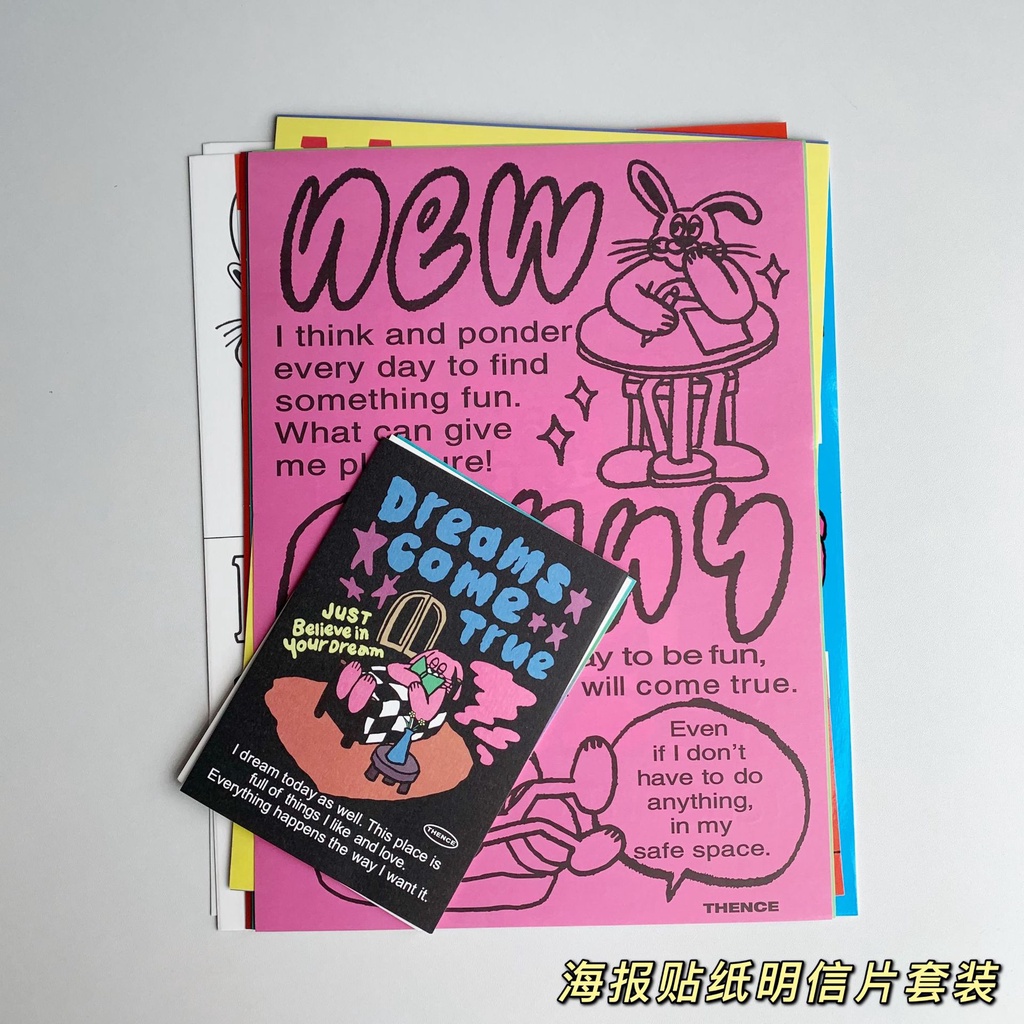 new
I think and ponder
every day to find
something fun.
What can give
me
ay to be fun,
will come true.
Even
if I don't
have to do
anything,
in my
safe space.
THENCE
Dreams
come
True
JUST
Believe in
Your Dream
I dream today as well. This place is
full of things I like and love.
Everything happens the way I want it.
THENCE
海报贴纸明信片套装